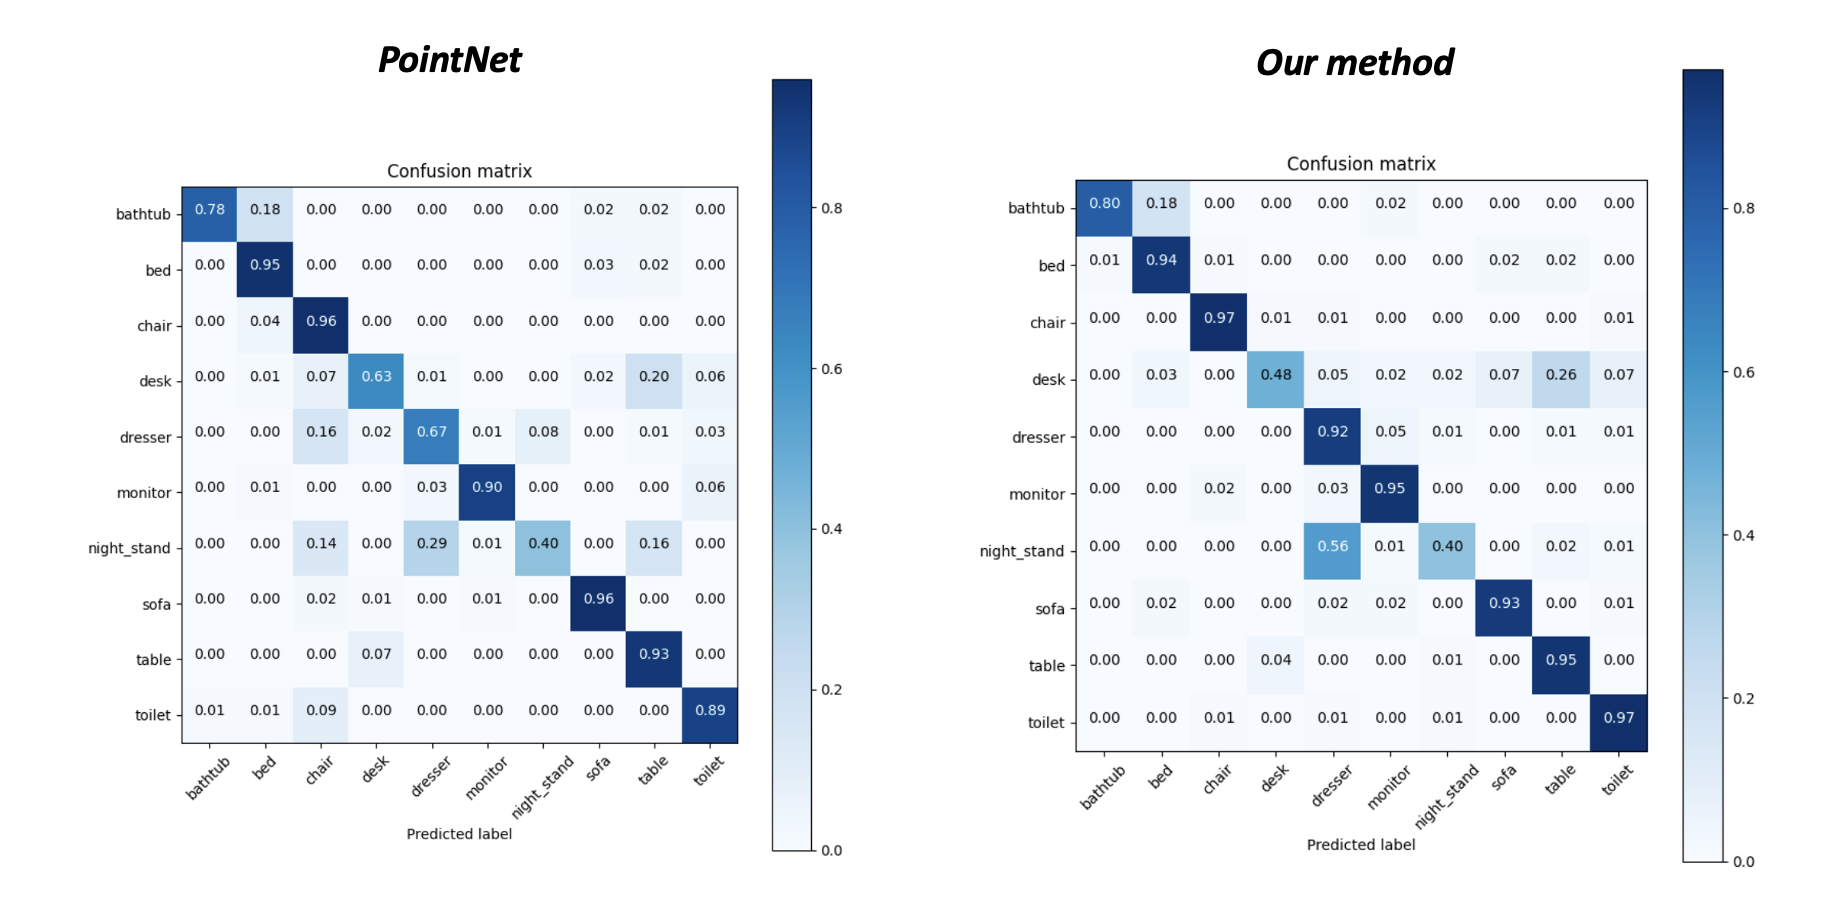 PointNet
Confusion matrix
bathtub 0.78 0.18 0.00 0.00 0.00 0.00 0.00 0.02 0.02 0.00
bed 0.00 0.95 0.00 0.00 0.00 0.00 0.00 0.03 0.02 0.00
chair 0.00 0.04 0.96 0.00 0.00 0.00 0.00 0.00 0.00 0.00
desk 0.00 0.01 0.07 0.63 0.01 0.00 0.00 0.02 0.20 0.06
dresser 0.00 0.00 0.16 0.02 0.67 0.01 0.08 0.00 0.01 0.03
monitor 0.00 0.01 0.00 0.00 0.03 0.90 0.00 0.00 0.00 0.06
night_stand 0.00 0.00 0.14 0.00 0.29 0.01 0.40 0.00 0.16 0.00
sofa 0.00 0.00 0.02 0.01 0.00 0.01 0.00 0.96 0.00 0.00
table 0.00 0.00 0.00 0.07 0.00 0.00 0.00 0.00 0.93 0.00
toilet 0.01 0.01 0.09 0.00 0.00 0.00 0.00 0.00 0.00 0.89
bathtub bed chair desk dresser monitor night_stand sofa table toilet
Predicted label
0.8
0.6
0.4
0.2
0.0
Our method
Confusion matrix
bathtub 0.80 0.18 0.00 0.00 0.00 0.02 0.00 0.00 0.00 0.00
bed 0.01 0.94 0.01 0.00 0.00 0.00 0.00 0.02 0.02 0.00
chair 0.00 0.00 0.97 0.01 0.01 0.00 0.00 0.00 0.00 0.01
desk 0.00 0.03 0.00 0.48 0.05 0.02 0.02 0.07 0.26 0.07
dresser 0.00 0.00 0.00 0.00 0.92 0.05 0.01 0.00 0.01 0.01
monitor 0.00 0.00 0.02 0.00 0.03 0.95 0.00 0.00 0.00 0.00
night_stand 0.00 0.00 0.00 0.00 0.56 0.01 0.40 0.00 0.02 0.01
sofa 0.00 0.02 0.00 0.00 0.02 0.02 0.00 0.93 0.00 0.01
table 0.00 0.00 0.00 0.04 0.00 0.00 0.01 0.00 0.95 0.00
toilet 0.00 0.00 0.01 0.00 0.01 0.00 0.01 0.00 0.00 0.97
bathtub bed chair desk dresser monitor night_stand sofa table toilet
Predicted label
0.8
0.6
0.4
0.2
0.0